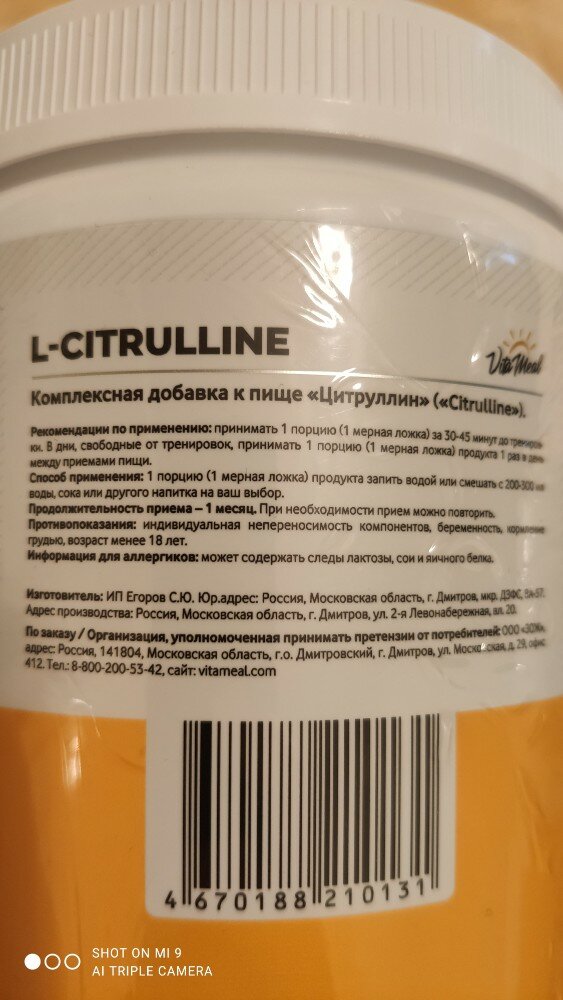 L-CITRULLINE
VitaMeal
Комплексная добавка к пище «Цитруллин» («Citrulline»).
Рекомендации по применению: принимать 1 порцию (1 мерная ложка) за 30-45 минут до трениров-
ки. В дни, свободные от тренировок, принимать 1 порцию (1 мерная ложка) продукта 1 раз в день
между приемами пищи.
Способ применения: 1 порцию (1 мерная ложка) продукта запить водой или смешать с 200-300 мл
воды, сока или другого напитка на ваш выбор.
Продолжительность приема – 1 месяц. При необходимости прием можно повторить.
Противопоказания: индивидуальная непереносимость компонентов, беременность, кормление
грудью, возраст менее 18 лет.
Информация для аллергиков: может содержать следы лактозы, сои и яичного белка.
Изготовитель: ИП Егоров С.Ю. Юр.адрес: Россия, Московская область, г. Дмитров, мкр. ДЗФС,
Адрес производства: Россия, Московская область, г. Дмитров, ул. 2-я Левонабережная, вл. 20.
По заказу / Организация, уполномоченная принимать претензии от потребителей: ООО «ЗОЖ»,
адрес: Россия, 141804, Московская область, г.о. Дмитровский, г. Дмитров, ул. Московская, д. 29, офис
412. Тел.: 8-800-200-53-42, сайт: vitameal.com
4 670188 210131
SHOT ON MI 9
AI TRIPLE CAMERA